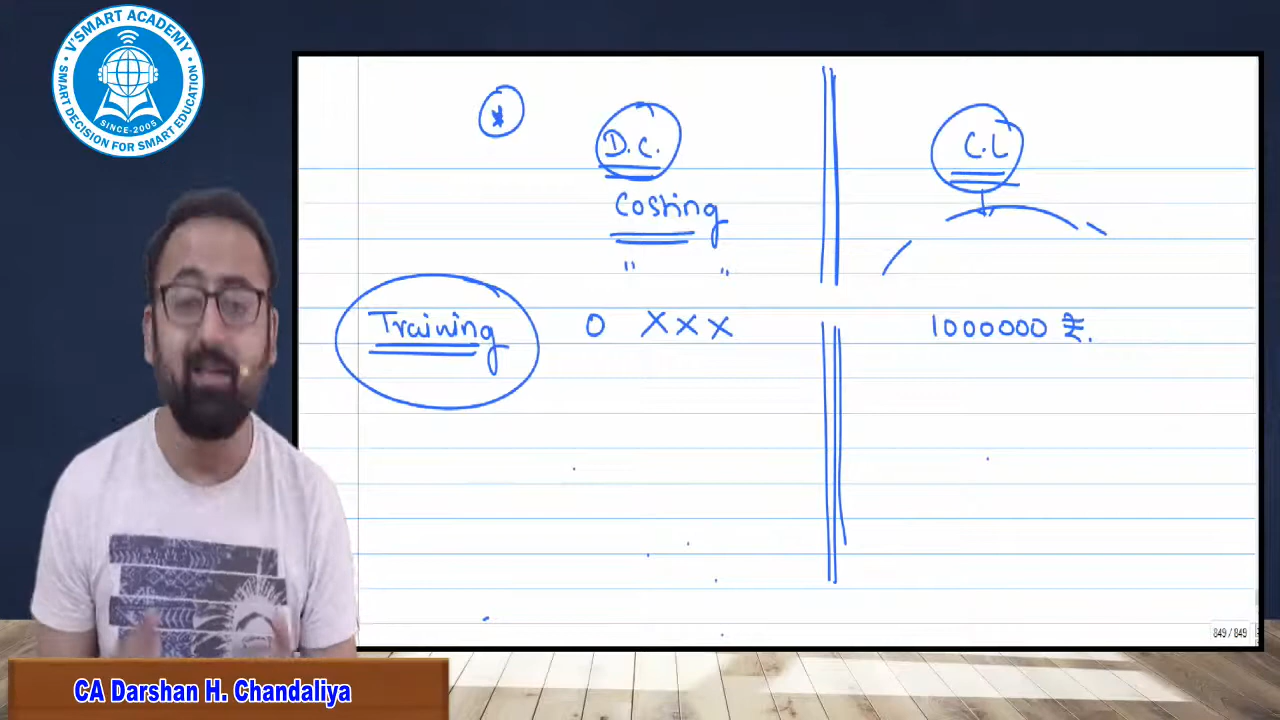 V'SMART ACADEMY
SINCE-2005
SMART DECISION FOR SMART EDUCATION
D.C.
C.L
Costing
" "
Training 0 XXX 1000000 ₹.
849 / 849
CA Darshan H. Chandaliya